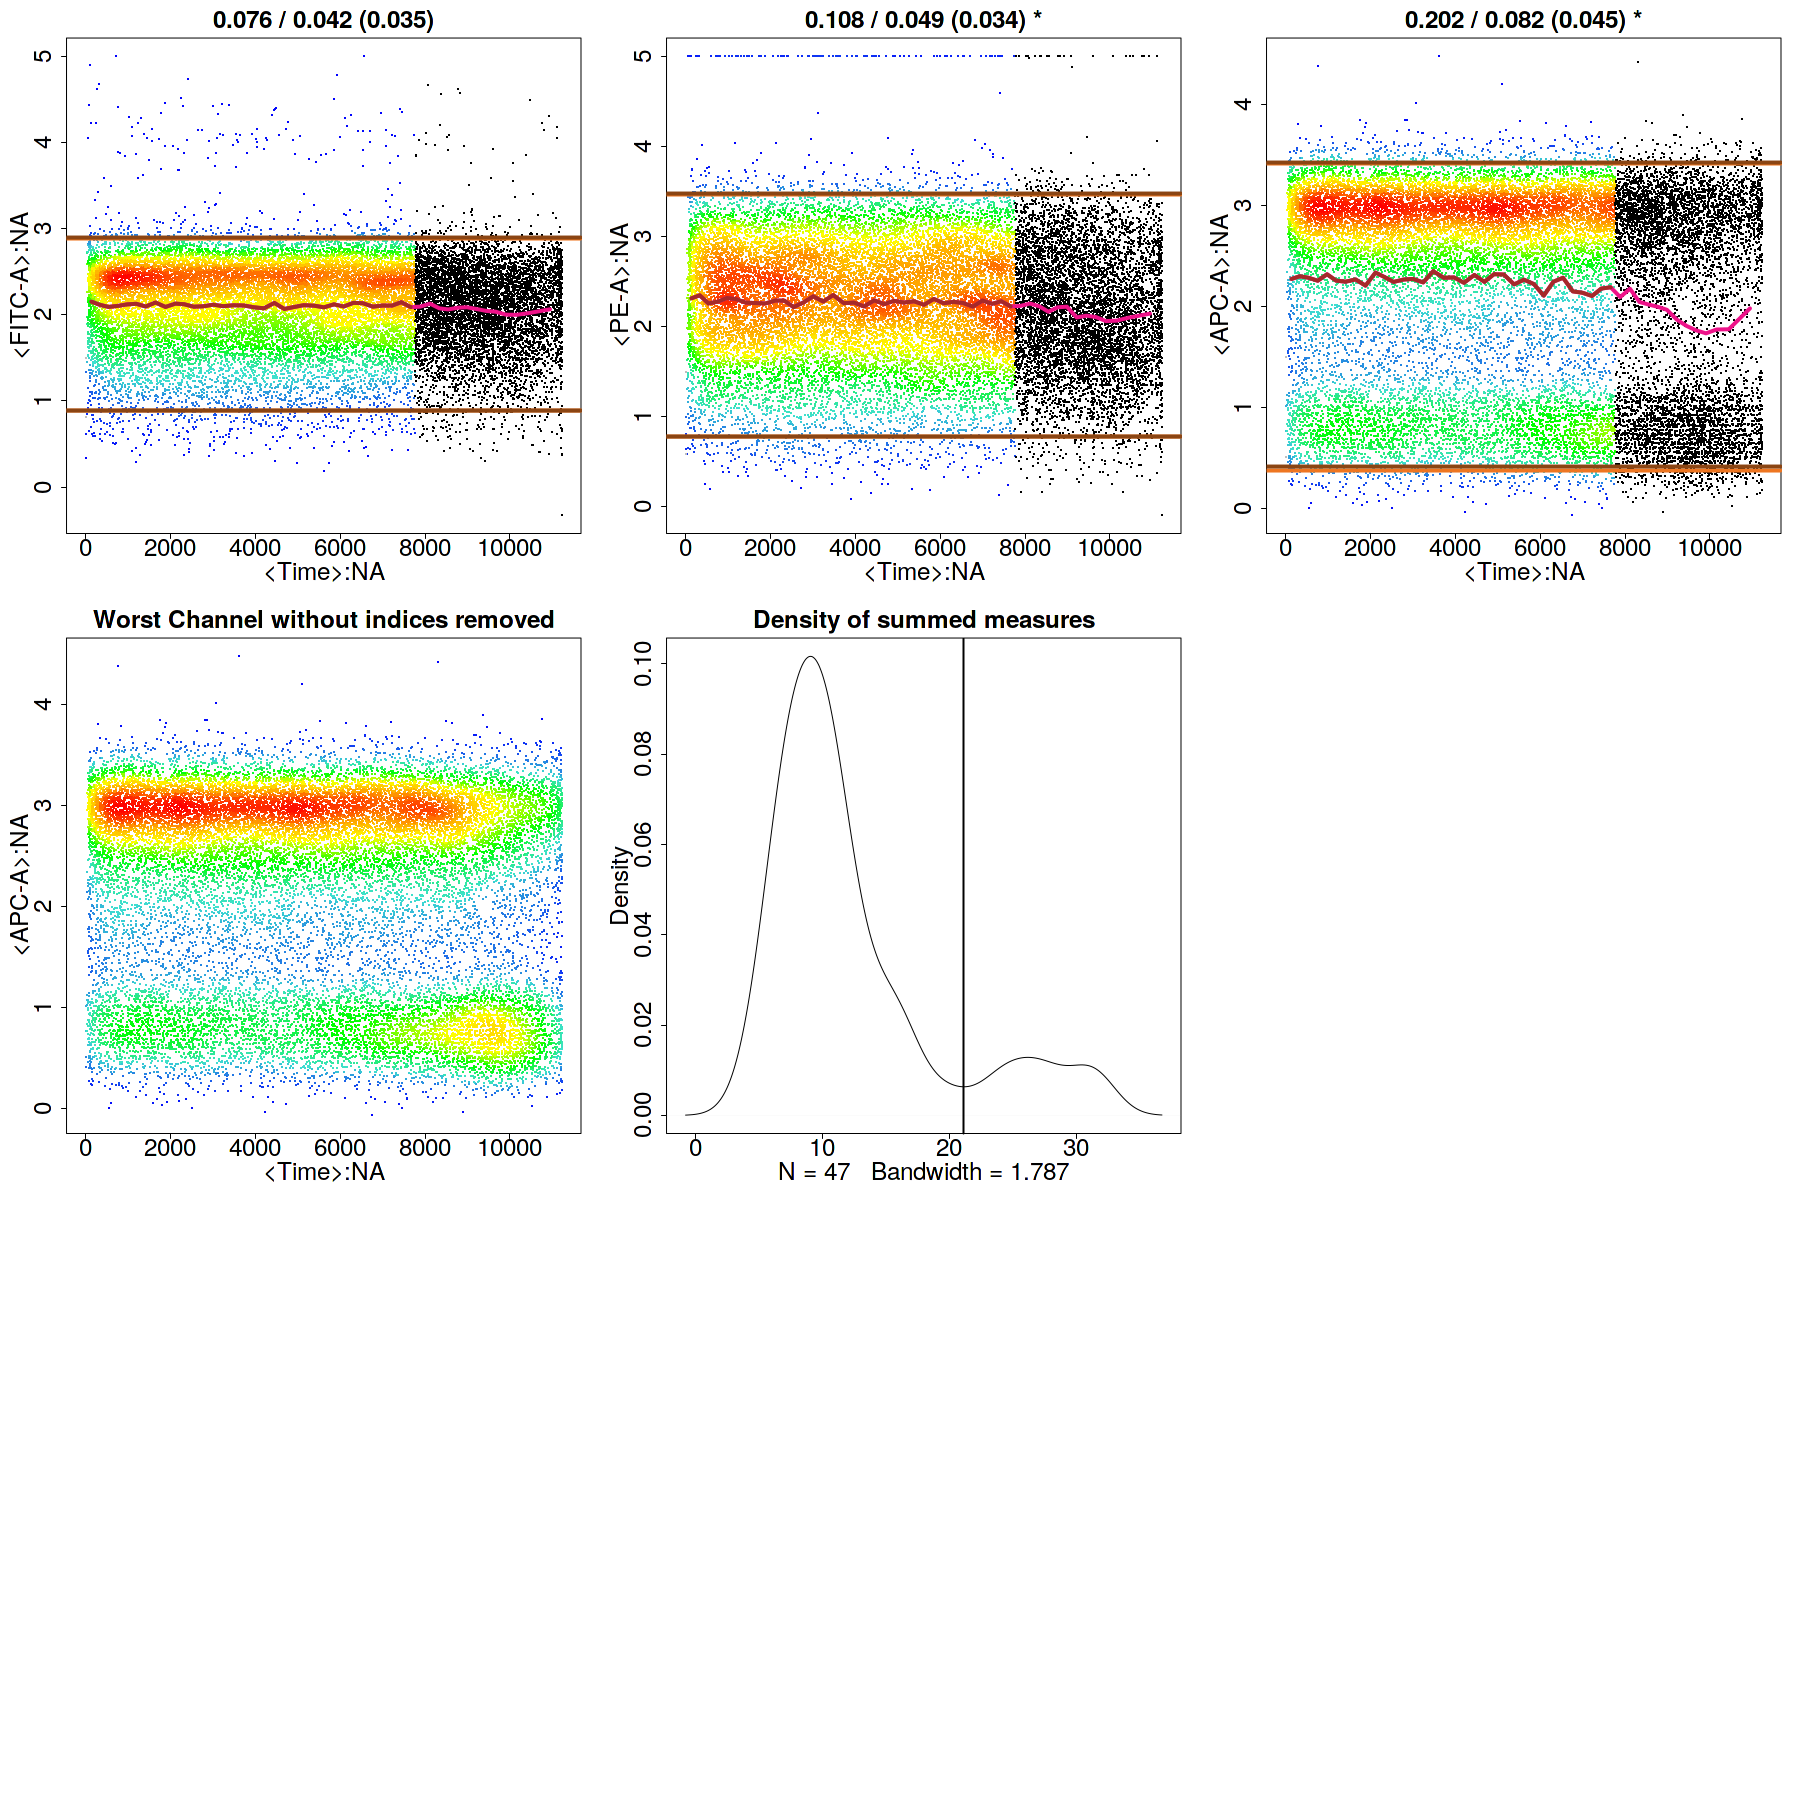 0.076 / 0.042 (0.035)
<FITC-A>:NA
0 1 2 3 4 5
0 2000 4000 6000 8000 10000
<Time>:NA
0.108 / 0.049 (0.034) *
<PE-A>:NA
0 1 2 3 4 5
0 2000 4000 6000 8000 10000
<Time>:NA
0.202 / 0.082 (0.045) *
<APC-A>:NA
0 1 2 3 4
0 2000 4000 6000 8000 10000
<Time>:NA
Worst Channel without indices removed
<APC-A>:NA
0 1 2 3 4
0 2000 4000 6000 8000 10000
<Time>:NA
Density of summed measures
Density
0.00 0.02 0.04 0.06 0.08 0.10
0 10 20 30
N = 47 Bandwidth = 1.787